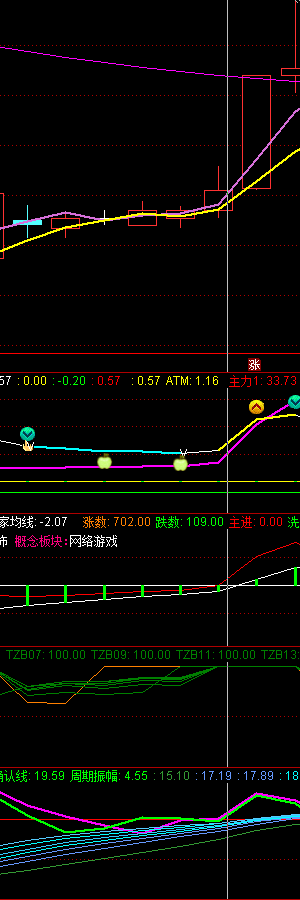 涨
57 : 0.00 : -0.20 : 0.57 : 0.57 ATM: 1.16 主力1: 33.73
家均线: -2.07 涨数: 702.00 跌数: 109.00 主进: 0.00 洗
布 概念板块:网络游戏
TZB07: 100.00 TZB09: 100.00 TZB11: 100.00 TZB13
确认线: 19.59 周期振幅: 4.55 : 15.10 : 17.19 : 17.89 : 18